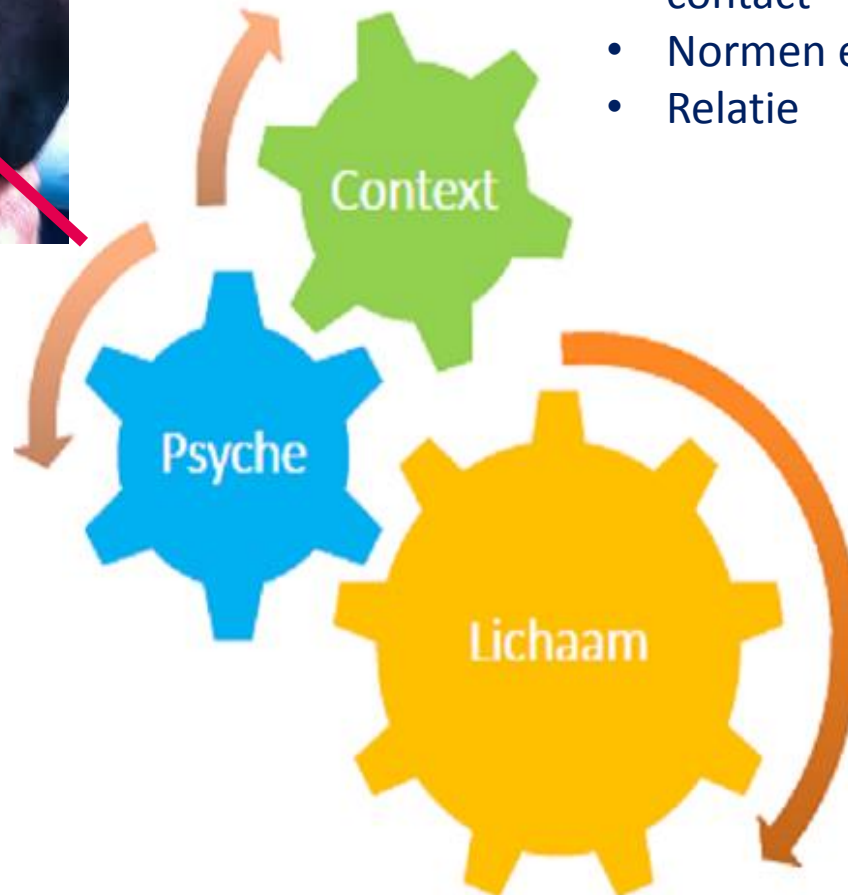 contact
• Normen e
• Relatie
Context
Psyche
Lichaam